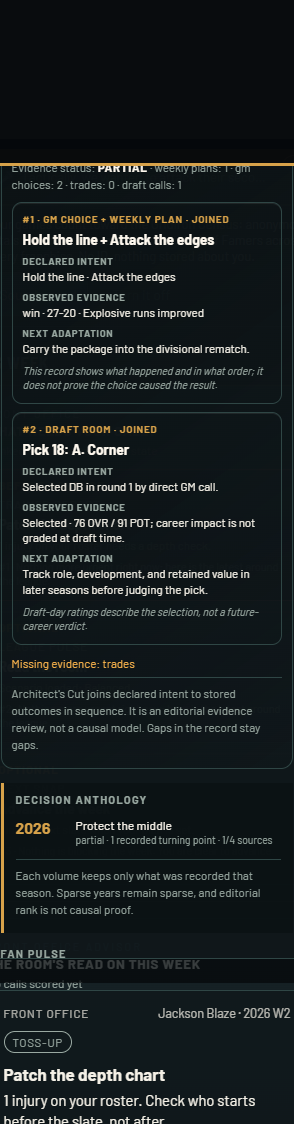 Evidence status: PARTIAL · weekly plans: 1 · gm
choices: 2 · trades: 0 · draft calls: 1
#1 · GM CHOICE + WEEKLY PLAN · JOINED
Hold the line + Attack the edges
DECLARED INTENT
Hold the line · Attack the edges
OBSERVED EVIDENCE
win · 27-20 · Explosive runs improved
NEXT ADAPTATION
Carry the package into the divisional rematch.
This record shows what happened and in what order; it
does not prove the choice caused the result.
#2 · DRAFT ROOM · JOINED
Pick 18: A. Corner
DECLARED INTENT
Selected DB in round 1 by direct GM call.
OBSERVED EVIDENCE
Selected · 76 OVR / 91 POT; career impact is not
graded at draft time.
NEXT ADAPTATION
Track role, development, and retained value in
later seasons before judging the pick.
Draft-day ratings describe the selection, not a future-
career verdict.
Missing evidence: trades
Architect's Cut joins declared intent to stored
outcomes in sequence. It is an editorial evidence
review, not a causal model. Gaps in the record stay
gaps.
DECISION ANTHOLOGY
2026 Protect the middle
partial · 1 recorded turning point · 1/4 sources
Each volume keeps only what was recorded that
season. Sparse years remain sparse, and editorial
rank is not causal proof.
FAN PULSE
HE ROOM'S READ ON THIS WEEK
calls scored yet
FRONT OFFICE Jackson Blaze · 2026 W2
TOSS-UP
Patch the depth chart
1 injury on your roster. Check who starts
before the slate, not after.